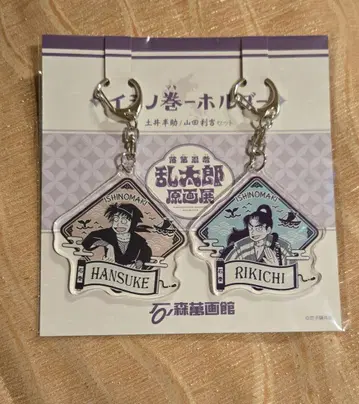 イシノ巻-ホルダー
土井半助/山田利吉セット
落第忍者
乱太郎
原画展
ISHINOMAKI
HANSUKE
ISHINOMAKI
RIKICHI
石ノ森萬画館